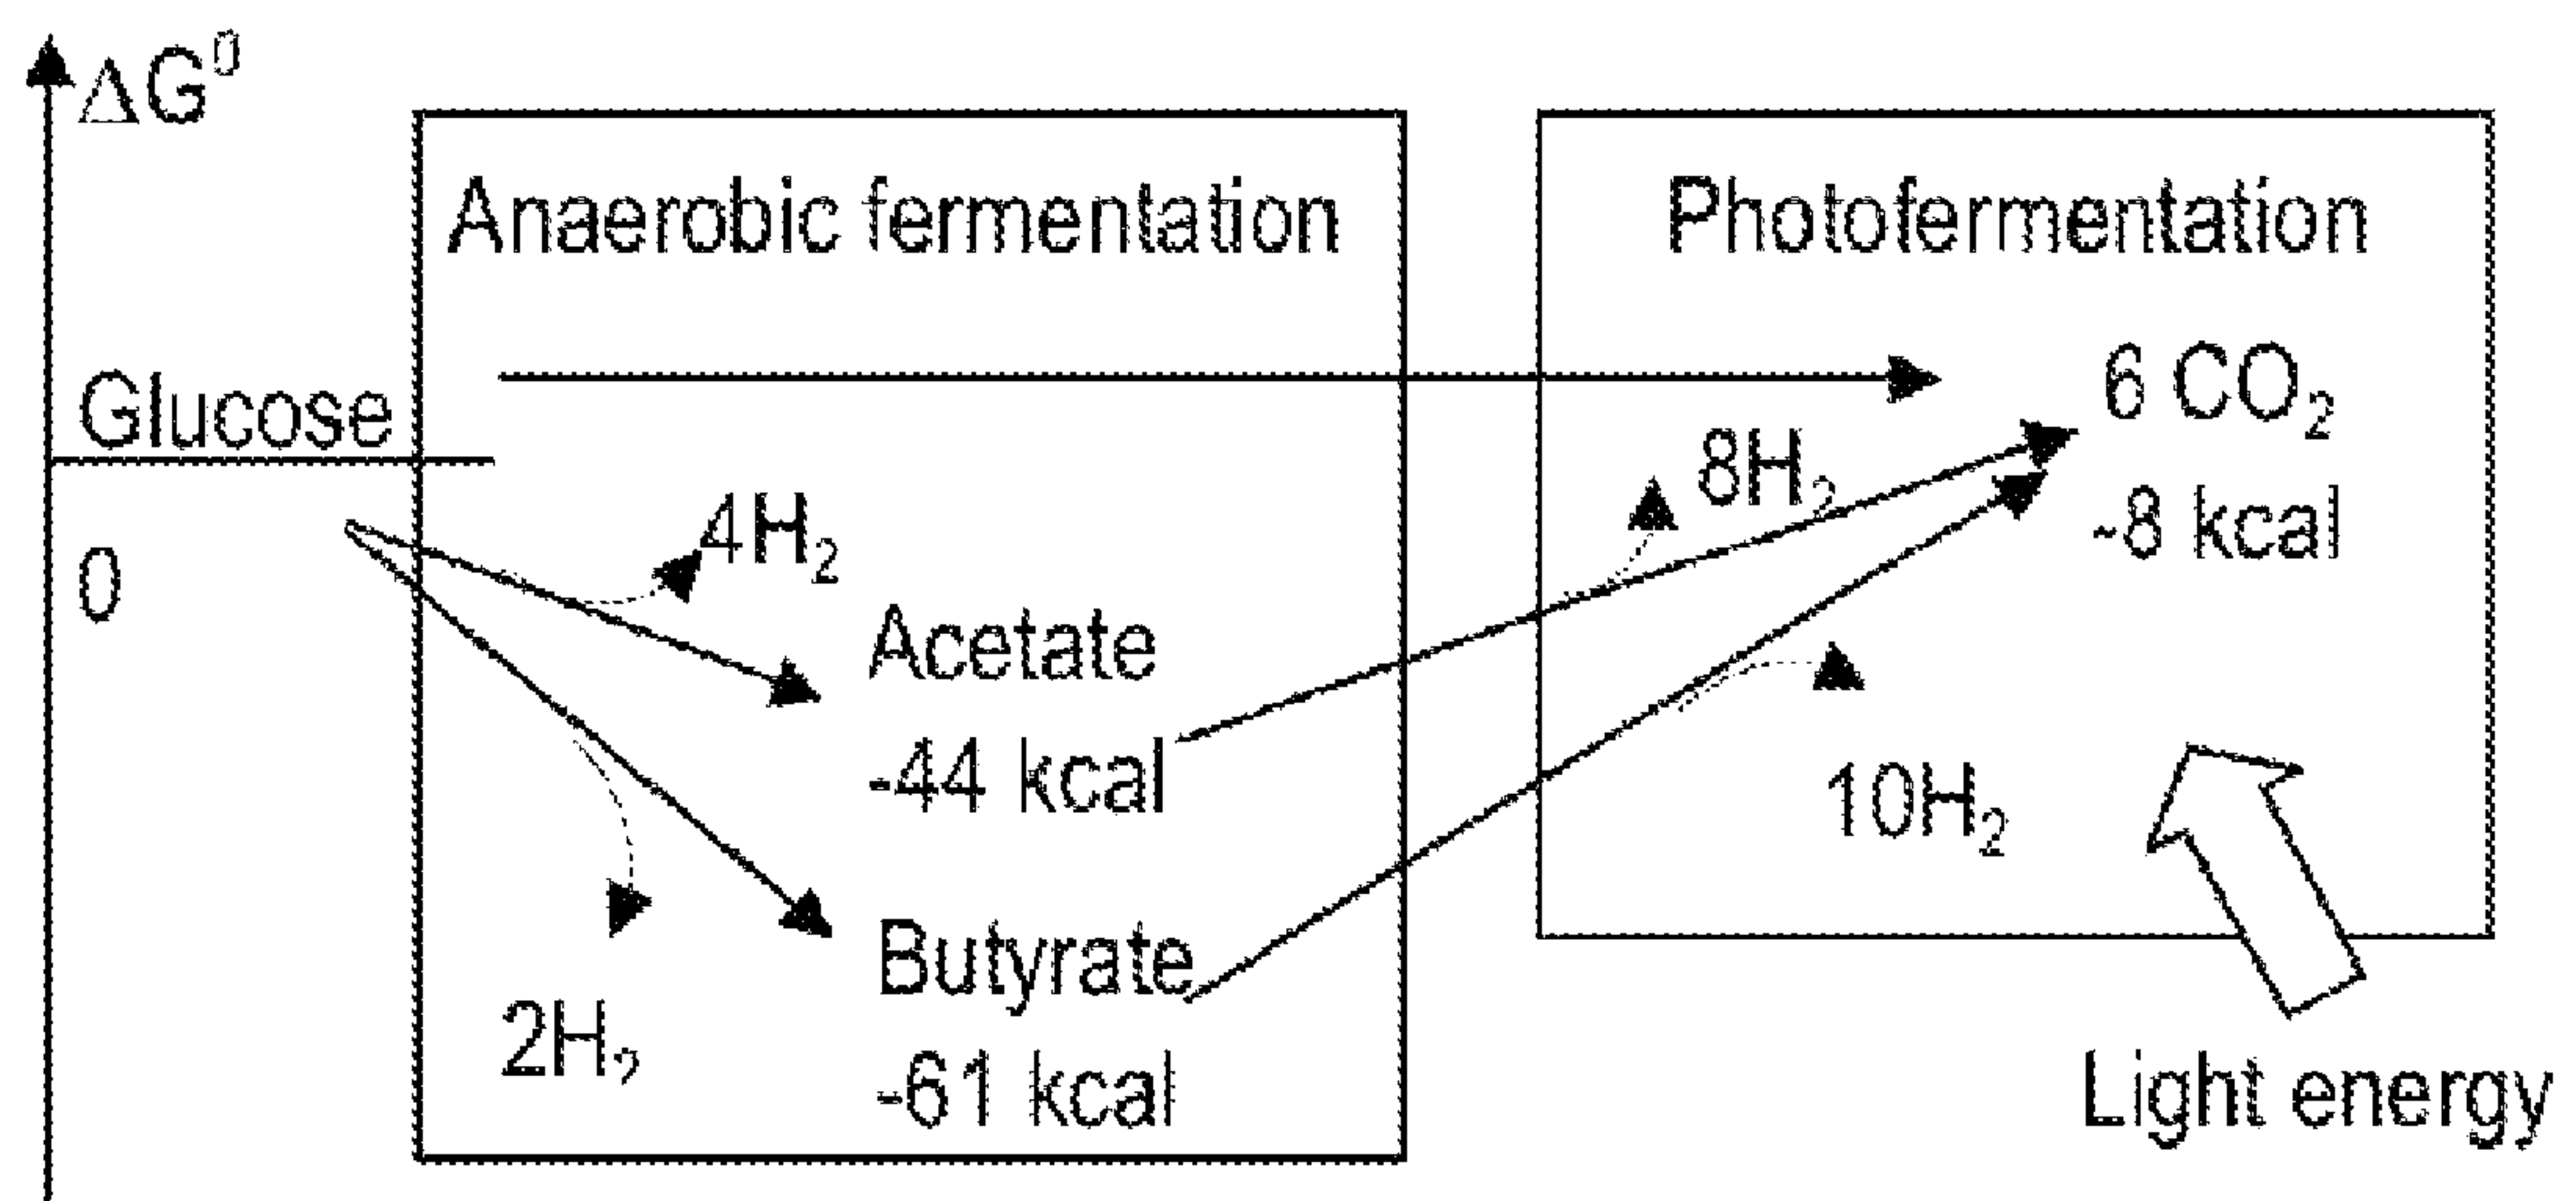 ΔG⁰
Anaerobic fermentation
Photofermentation
Glucose
0
6 CO₂
-8 kcal
4H₂
8H₂
Acetate
-44 kcal
10H₂
Butyrate
-61 kcal
2H₂
Light energy